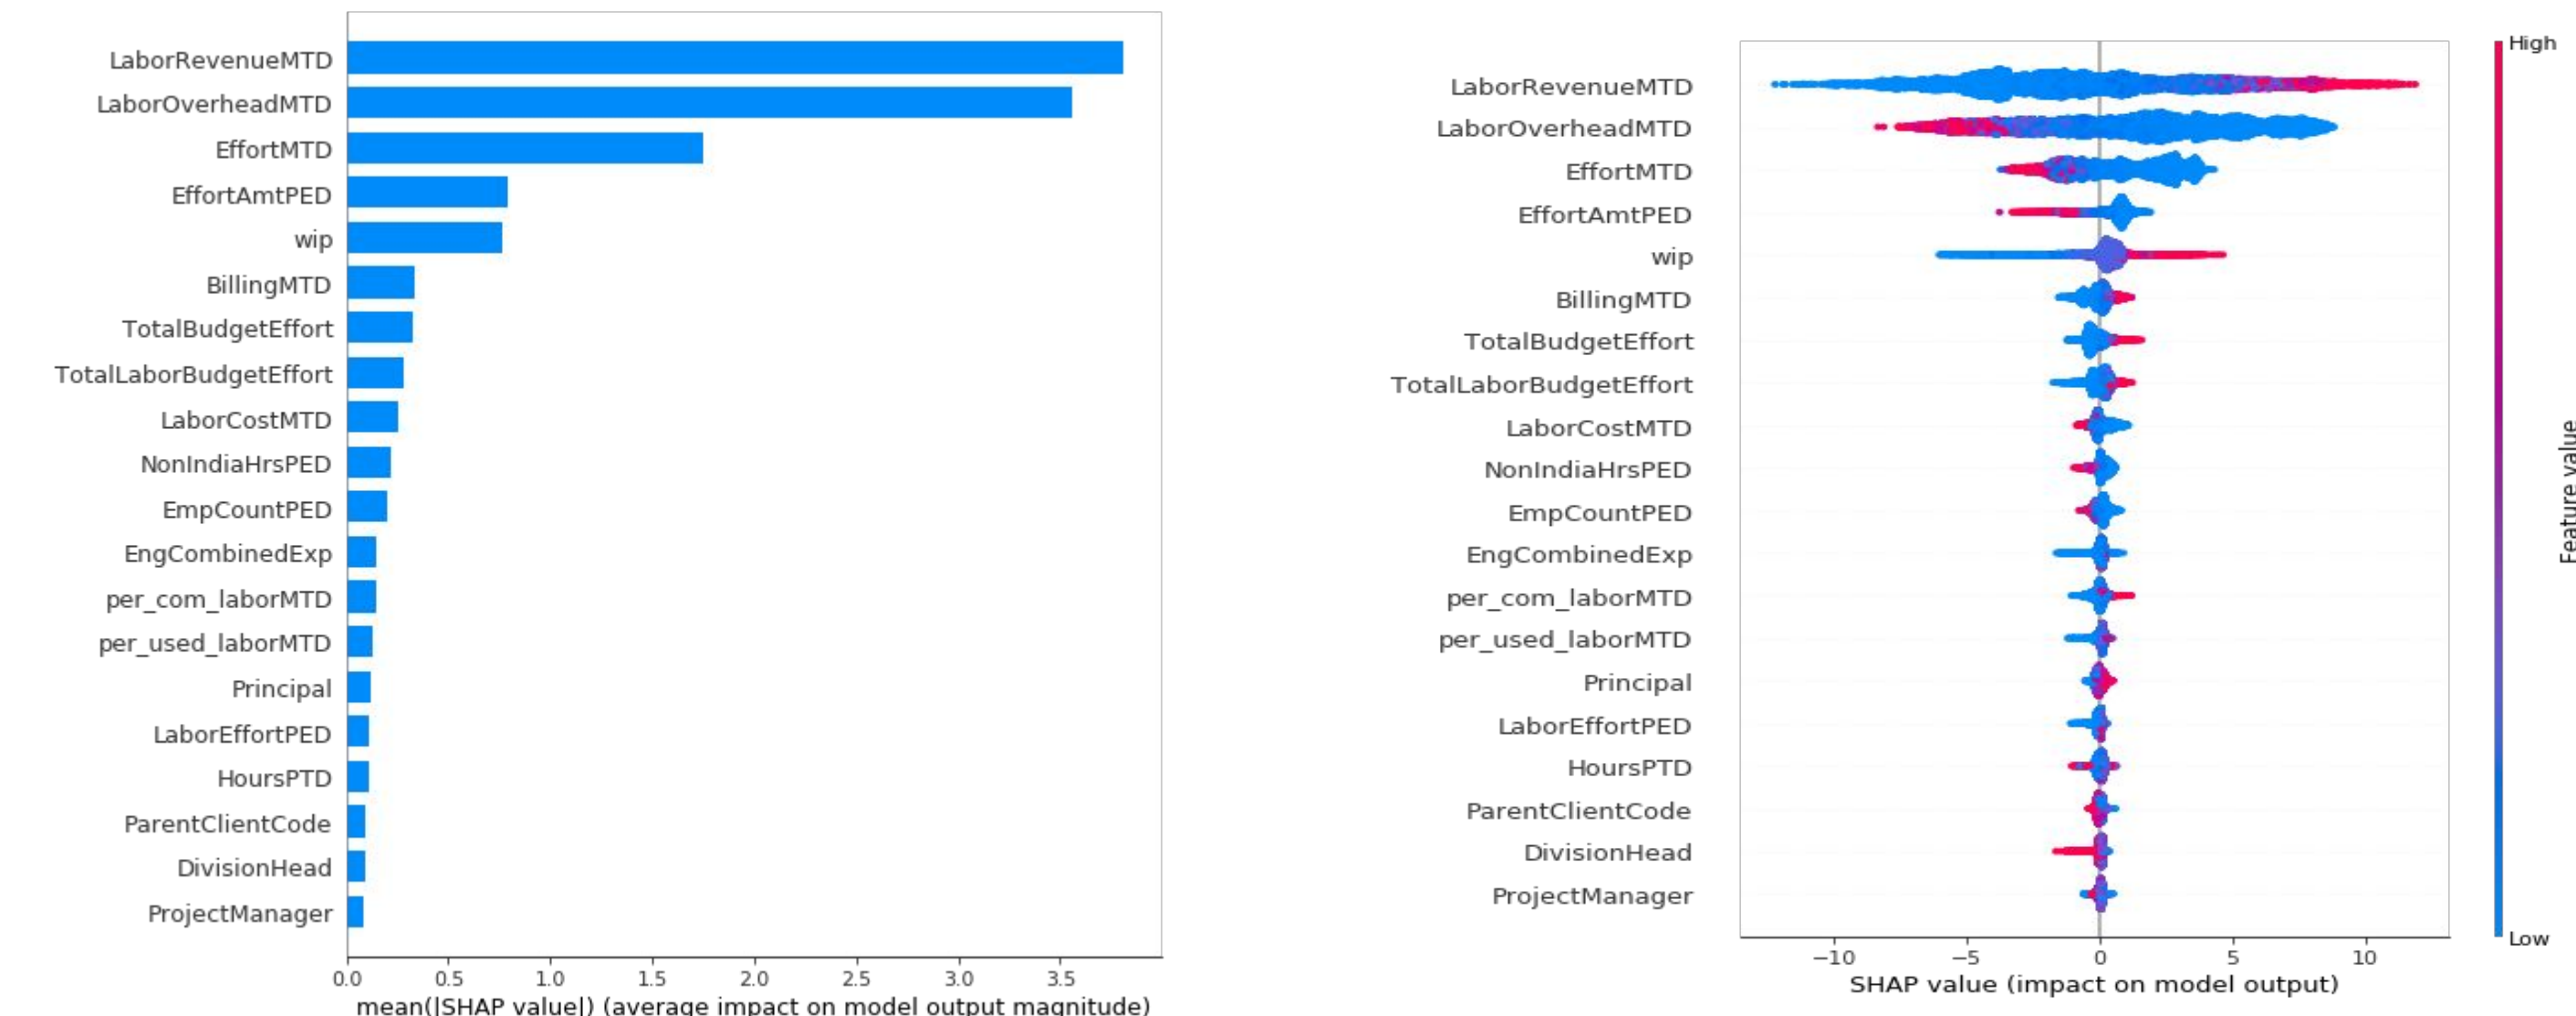 LaborRevenueMTD
LaborOverheadMTD
EffortMTD
EffortAmtPED
wip
BillingMTD
TotalBudgetEffort
TotalLaborBudgetEffort
LaborCostMTD
NonIndiaHrsPED
EmpCountPED
EngCombinedExp
per_com_laborMTD
per_used_laborMTD
Principal
LaborEffortPED
HoursPTD
ParentClientCode
DivisionHead
ProjectManager
0.0 0.5 1.0 1.5 2.0 2.5 3.0 3.5
mean(|SHAP value|) (average impact on model output magnitude)
LaborRevenueMTD
LaborOverheadMTD
EffortMTD
EffortAmtPED
wip
BillingMTD
TotalBudgetEffort
TotalLaborBudgetEffort
LaborCostMTD
NonIndiaHrsPED
EmpCountPED
EngCombinedExp
per_com_laborMTD
per_used_laborMTD
Principal
LaborEffortPED
HoursPTD
ParentClientCode
DivisionHead
ProjectManager
−10 −5 0 5 10
SHAP value (impact on model output)
High
Feature value
Low